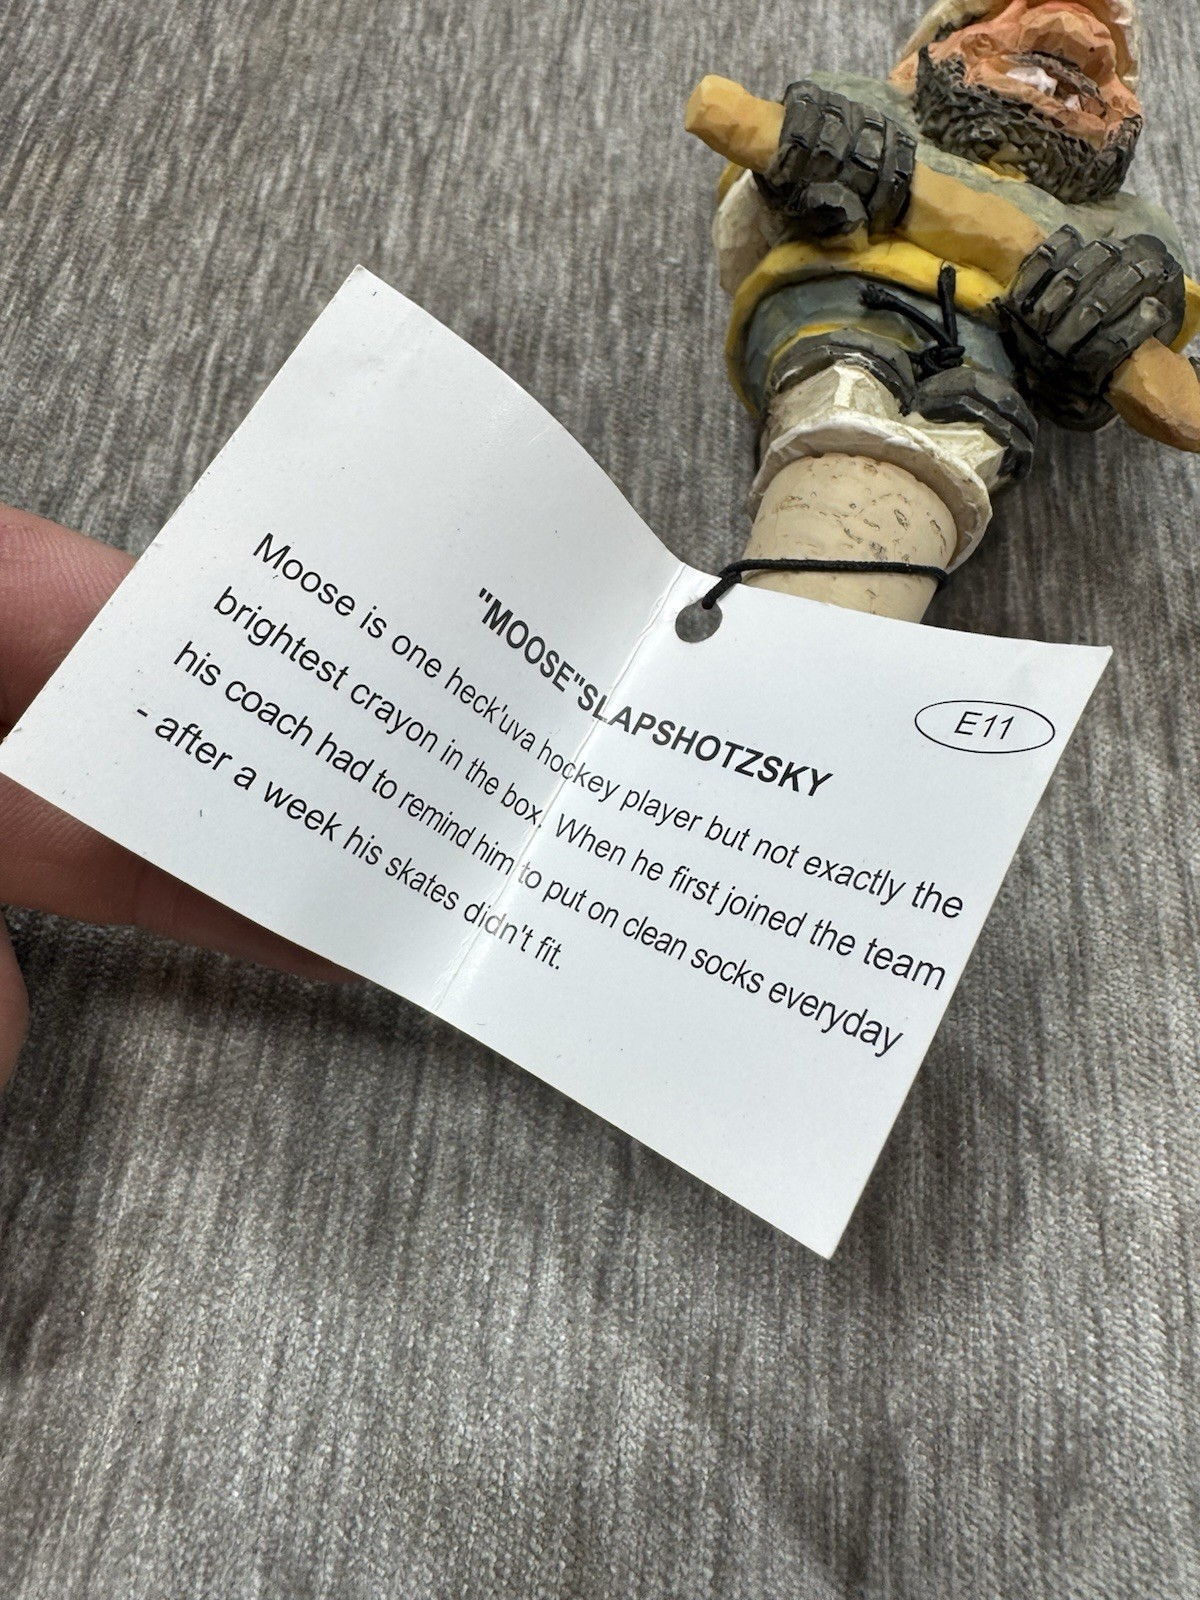 E11
"MOOSE"SLAPSHOTZSKY
Moose is one heck'uva hockey player but not exactly the
brightest crayon in the box. When he first joined the team
his coach had to remind him to put on clean socks everyday
- after a week his skates didn't fit.